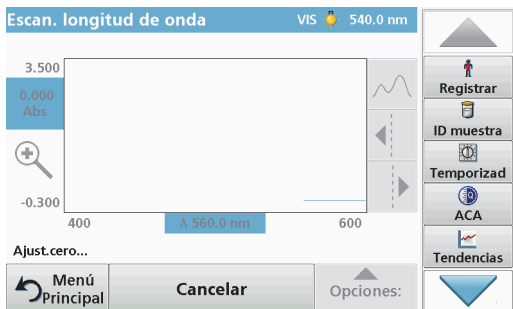 Escan. longitud de onda VIS 540.0 nm
3.500
0.000
Abs
-0.300
400 λ 560.0 nm 600
Ajust.cero...
Menú
Principal
Cancelar
Opciones:
Registrar
ID muestra
Temporizad
ACA
Tendencias